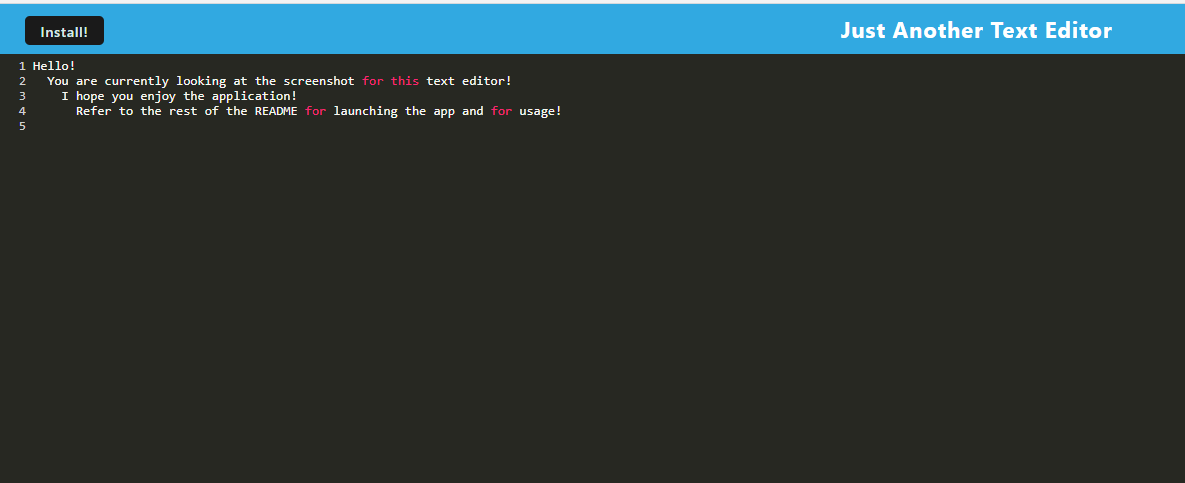 Install!
Just Another Text Editor
1 Hello!
2   You are currently looking at the screenshot for this text editor!
3     I hope you enjoy the application!
4       Refer to the rest of the README for launching the app and for usage!
5